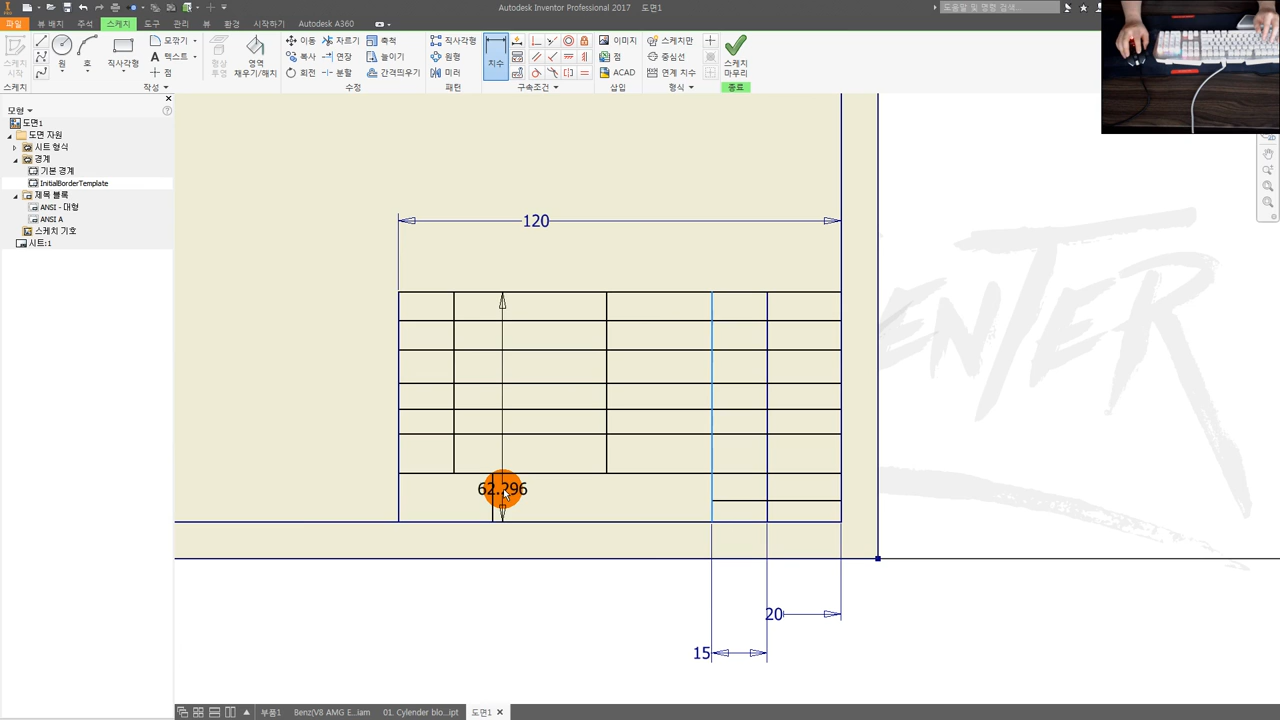 Autodesk Inventor Professional 2017 도면1
도움말 및 명령 검색...
파일 뷰 배치 주석 스케치 도구 관리 뷰 환경 시작하기 Autodesk A360
스케치 시작
원
호
직사각형
모깎기
텍스트
점
형상 투영
영역 채우기/해치
이동
복사
회전
자르기
연장
분할
축척
늘이기
간격띄우기
직사각형
원형
미러
치수
이미지
점
ACAD
스케치만
중심선
연계 치수
스케치 마무리
스케치 작성 수정 패턴 구속조건 삽입 형식 종료
모형
도면1
도면 자원
시트 형식
경계
기본 경계
InitialBorderTemplate
제목 블록
ANSI - 대형
ANSI A
스케치 기호
시트:1
120
62.296
20
15
ENTER
부품1 Benz(V8 AMG E...iam 01. Cylender blo...ipt 도면1